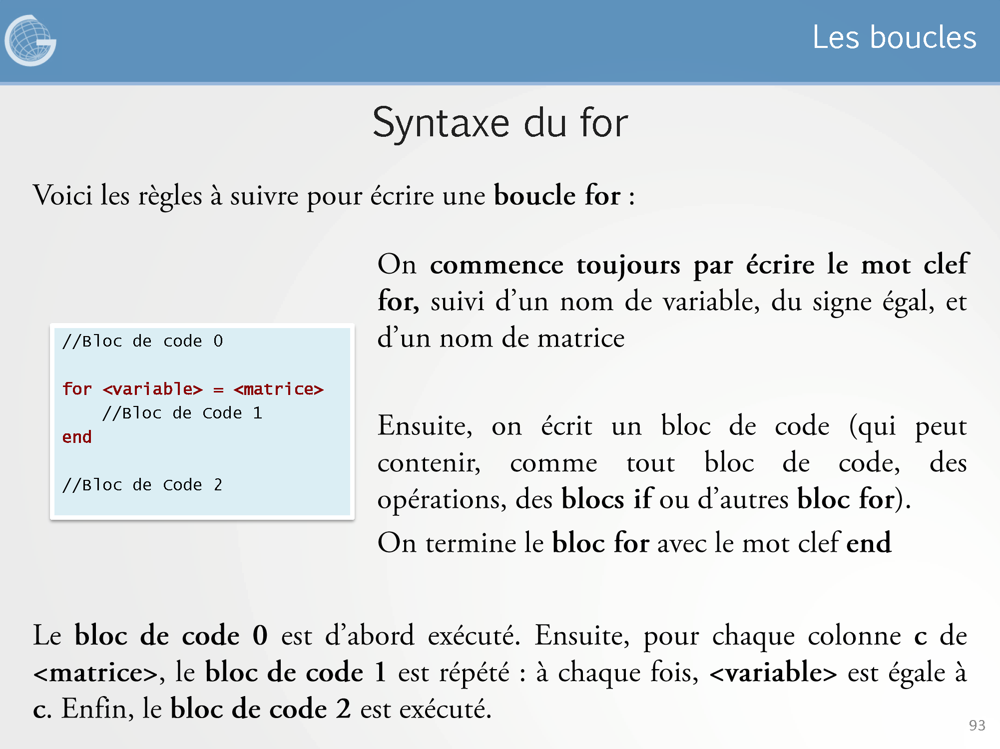 Les boucles
Syntaxe du for
Voici les règles à suivre pour écrire une boucle for :
On commence toujours par écrire le mot clef
for, suivi d’un nom de variable, du signe égal, et
d’un nom de matrice
//Bloc de code 0
for <variable> = <matrice>
//Bloc de Code 1
end
//Bloc de Code 2
Ensuite, on écrit un bloc de code (qui peut
contenir, comme tout bloc de code, des
opérations, des blocs if ou d’autres bloc for).
On termine le bloc for avec le mot clef end
Le bloc de code 0 est d’abord exécuté. Ensuite, pour chaque colonne c de
<matrice>, le bloc de code 1 est répété : à chaque fois, <variable> est égale à
c. Enfin, le bloc de code 2 est exécuté.
93